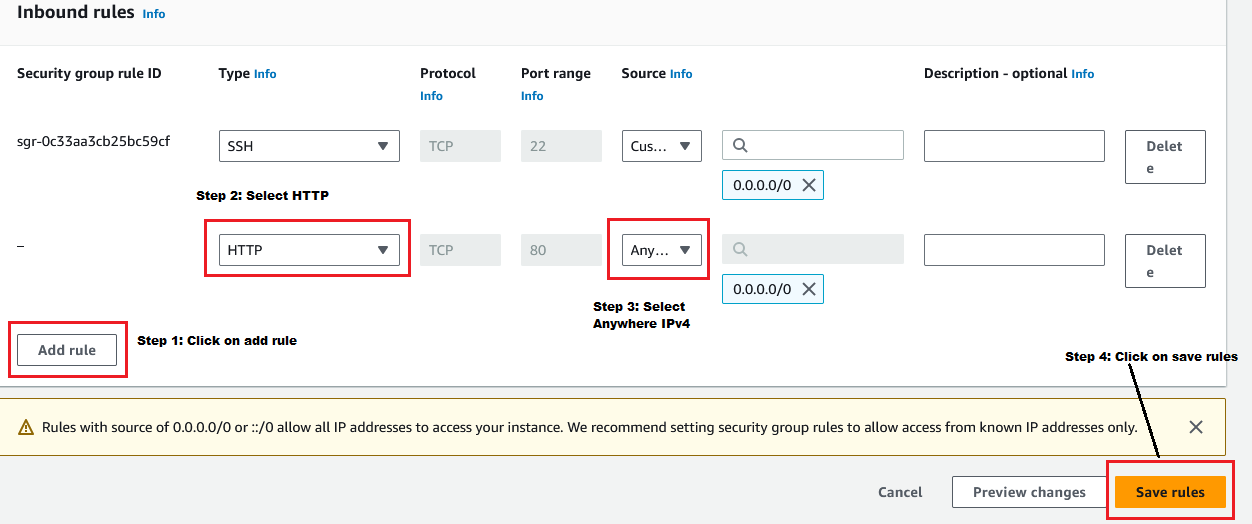 Inbound rules Info
Security group rule ID Type Info Protocol Info Port range Info Source Info Description - optional Info
sgr-0c33aa3cb25bc59cf SSH TCP 22 Cus... Delet
e
0.0.0.0/0
Step 2: Select HTTP
– HTTP TCP 80 Any... Delet
e
0.0.0.0/0
Step 3: Select
Anywhere IPv4
Add rule Step 1: Click on add rule
Step 4: Click on save rules
Rules with source of 0.0.0.0/0 or ::/0 allow all IP addresses to access your instance. We recommend setting security group rules to allow access from known IP addresses only.
Cancel Preview changes Save rules